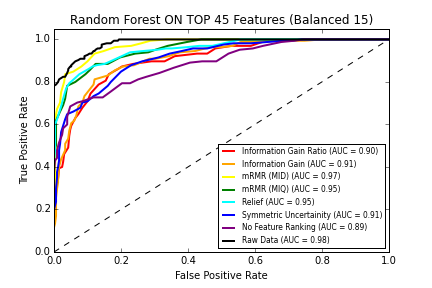 Random Forest ON TOP 45 Features (Balanced 15)
True Positive Rate
1.0
0.8
0.6
0.4
0.2
0.0
Information Gain Ratio (AUC = 0.90)
Information Gain (AUC = 0.91)
mRMR (MID) (AUC = 0.97)
mRMR (MIQ) (AUC = 0.95)
Relief (AUC = 0.95)
Symmetric Uncertainity (AUC = 0.91)
No Feature Ranking (AUC = 0.89)
Raw Data (AUC = 0.98)
0.0 0.2 0.4 0.6 0.8 1.0
False Positive Rate